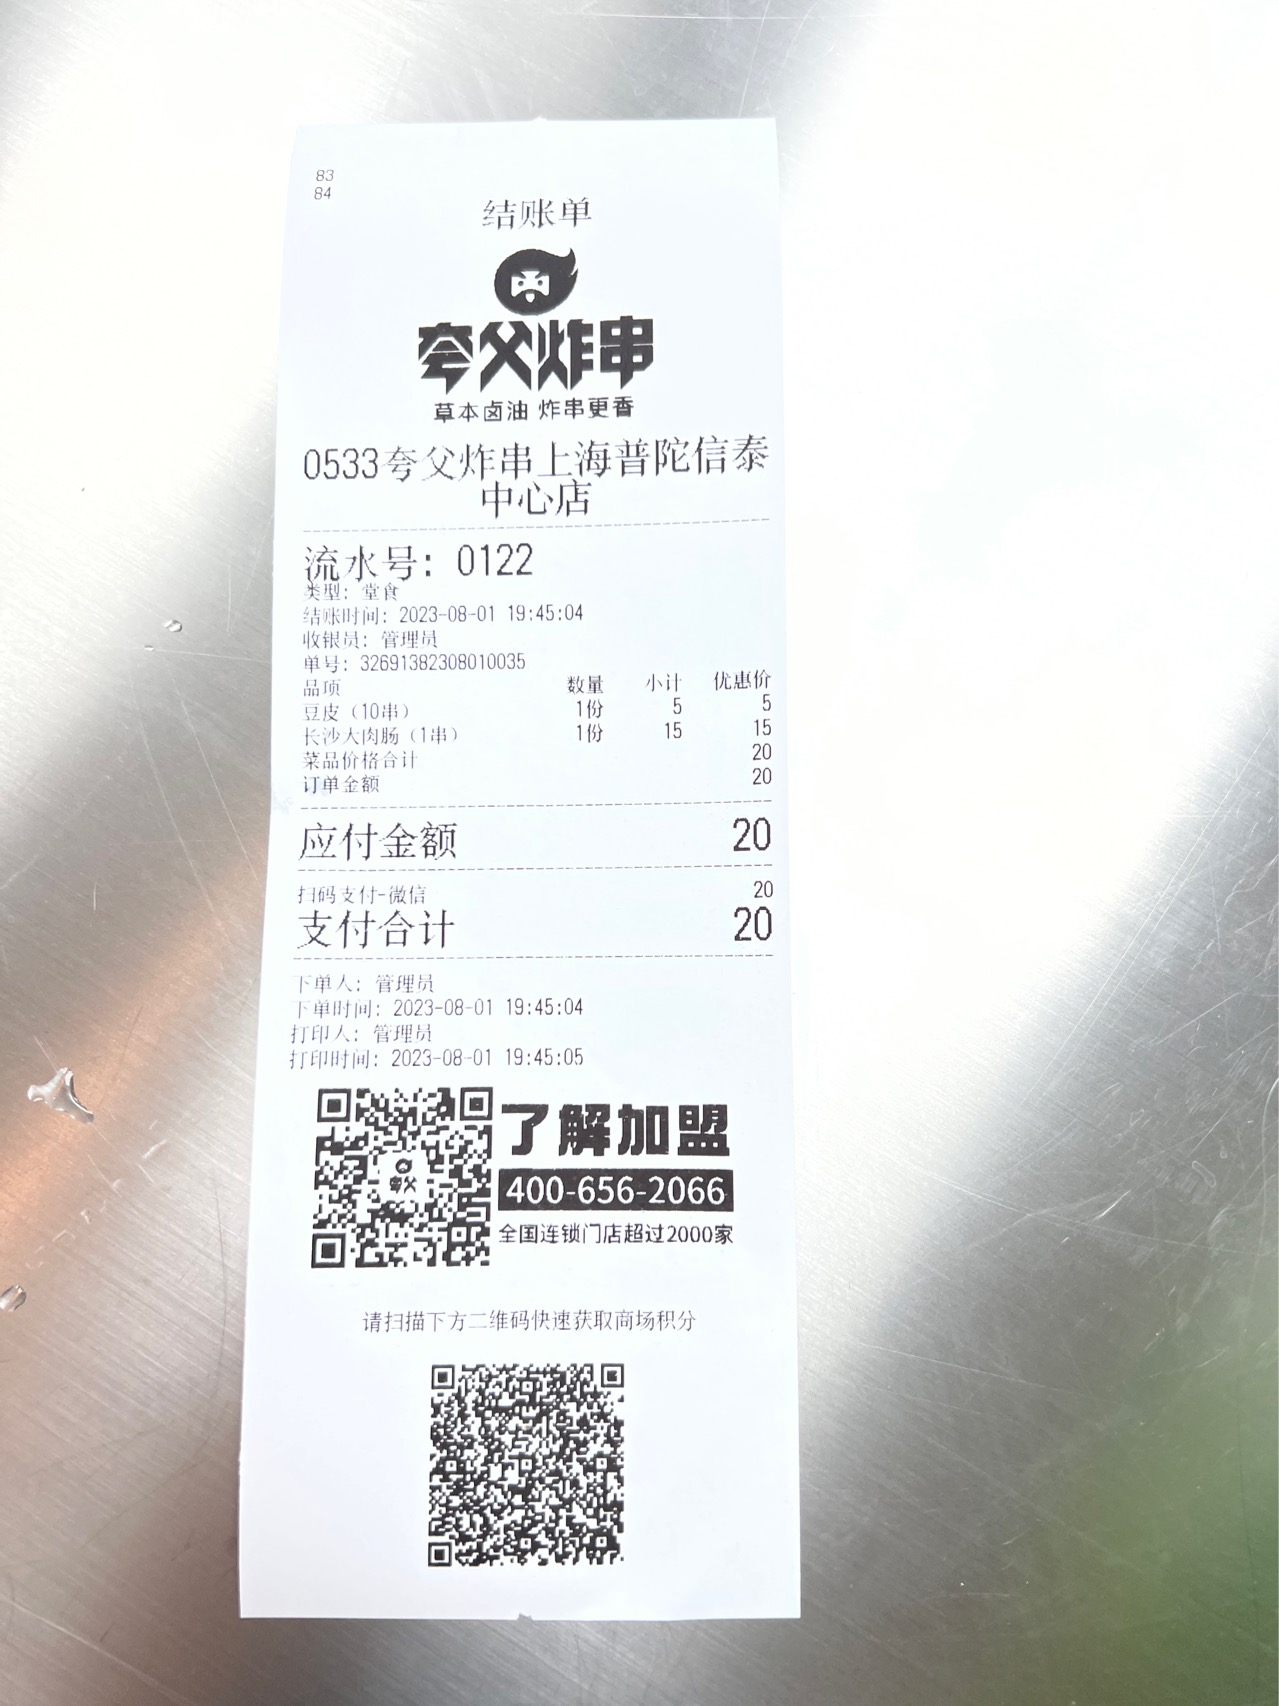 83
84
结账单
夸父炸串
草本卤油 炸串更香
0533夸父炸串上海普陀信泰
中心店
流水号：0122
类型：堂食
结账时间：2023-08-01 19:45:04
收银员：管理员
单号：32691382308010035
品项 数量 小计 优惠价
豆皮（10串） 1份 5 5
长沙大肉肠（1串） 1份 15 15
菜品价格合计 20
订单金额 20
应付金额 20
扫码支付-微信 20
支付合计 20
下单人：管理员
下单时间：2023-08-01 19:45:04
打印人：管理员
打印时间：2023-08-01 19:45:05
夸父
了解加盟
400-656-2066
全国连锁门店超过2000家
请扫描下方二维码快速获取商场积分